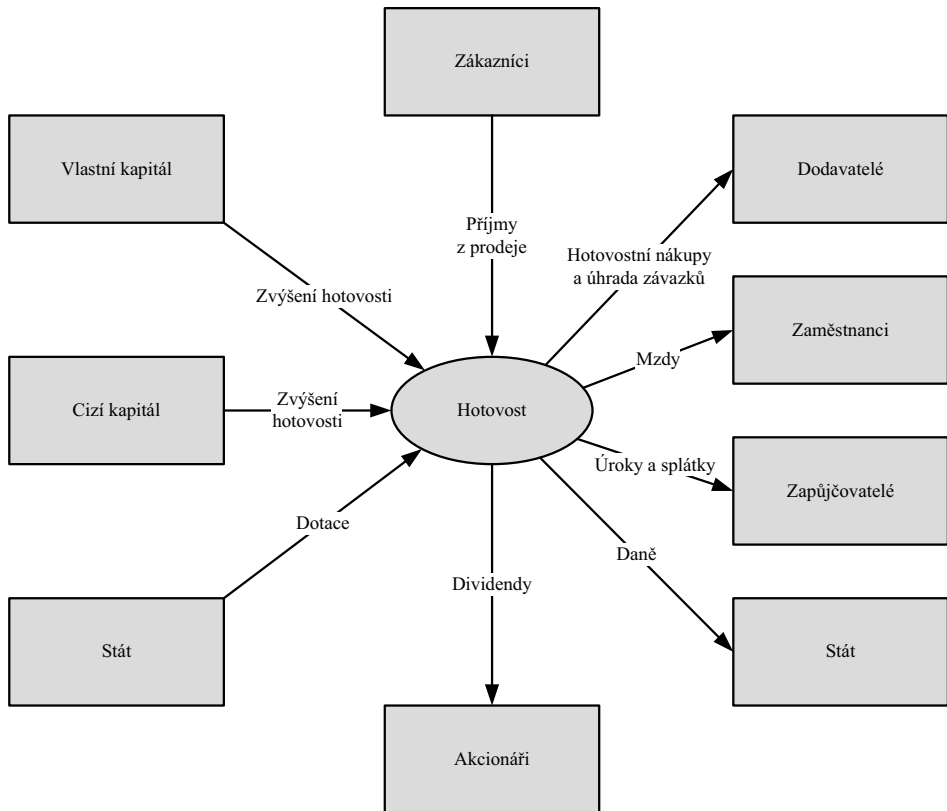 Zákazníci
Vlastní kapitál
Dodavatelé
Příjmy
z prodeje
Hotovostní nákupy
a úhrada závazků
Zvýšení hotovosti
Zaměstnanci
Mzdy
Cizí kapitál
Zvýšení
hotovosti
Hotovost
Úroky a splátky
Zapůjčovatelé
Dotace
Daně
Dividendy
Stát
Stát
Akcionáři